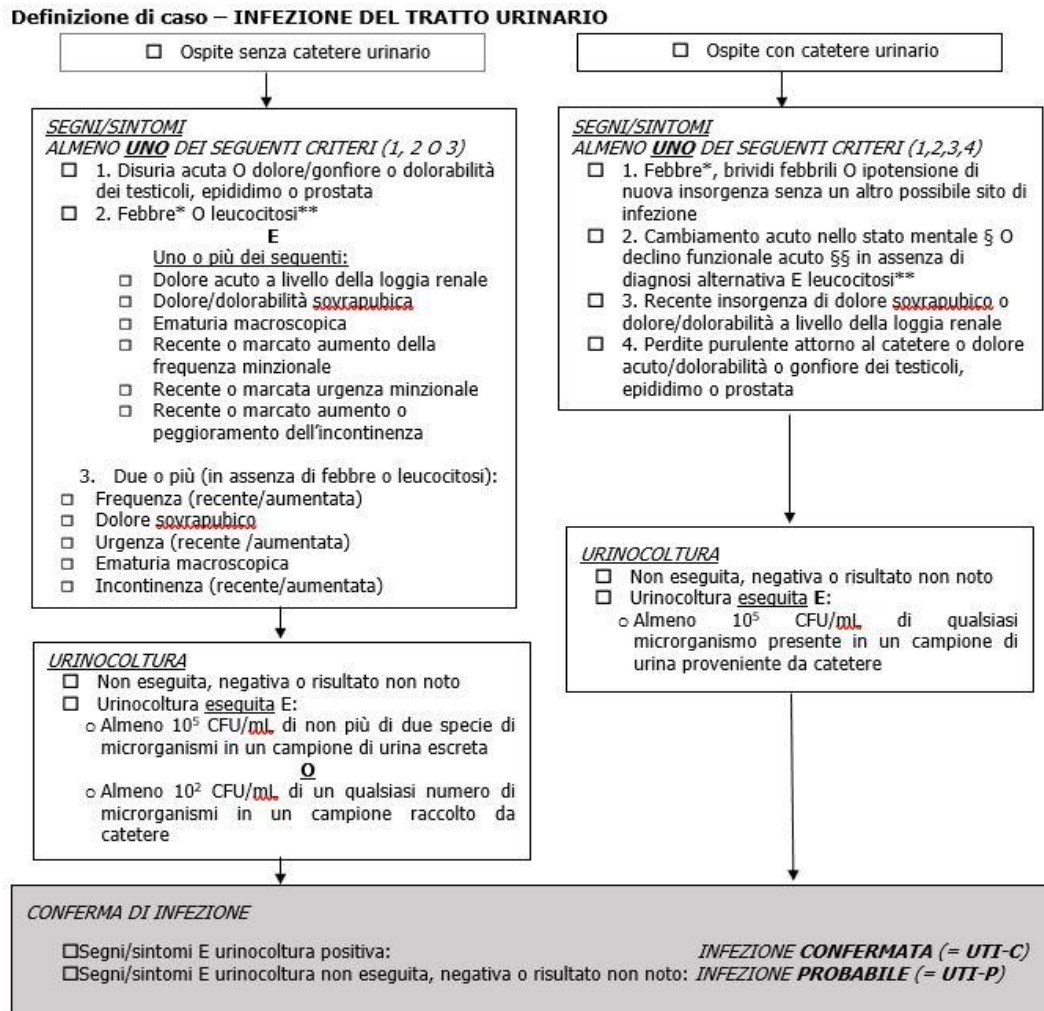 Definizione di caso – INFEZIONE DEL TRATTO URINARIO
☐ Ospite senza catetere urinario
SEGNI/SINTOMI
ALMENO UNO DEI SEGUENTI CRITERI (1, 2 O 3)
☐ 1. Disuria acuta O dolore/gonfiore o dolorabilità
dei testicoli, epididimo o prostata
☐ 2. Febbre* O leucocitosi**
E
Uno o più dei seguenti:
☐ Dolore acuto a livello della loggia renale
☐ Dolore/dolorabilità sovrapubica
☐ Ematuria macroscopica
☐ Recente o marcato aumento della
frequenza minzionale
☐ Recente o marcata urgenza minzionale
☐ Recente o marcato aumento o
peggioramento dell'incontinenza
3. Due o più (in assenza di febbre o leucocitosi):
☐ Frequenza (recente/aumentata)
☐ Dolore sovrapubico
☐ Urgenza (recente /aumentata)
☐ Ematuria macroscopica
☐ Incontinenza (recente/aumentata)
URINOCOLTURA
☐ Non eseguita, negativa o risultato non noto
☐ Urinocoltura eseguita E:
o Almeno 10⁵ CFU/mL di non più di due specie di
microrganismi in un campione di urina escreta
O
o Almeno 10² CFU/mL di un qualsiasi numero di
microrganismi in un campione raccolto da
catetere
☐ Ospite con catetere urinario
SEGNI/SINTOMI
ALMENO UNO DEI SEGUENTI CRITERI (1,2,3,4)
☐ 1. Febbre*, brividi febbrili O ipotensione di
nuova insorgenza senza un altro possibile sito di
infezione
☐ 2. Cambiamento acuto nello stato mentale § O
declino funzionale acuto §§ in assenza di
diagnosi alternativa E leucocitosi**
☐ 3. Recente insorgenza di dolore sovrapubico o
dolore/dolorabilità a livello della loggia renale
☐ 4. Perdite purulente attorno al catetere o dolore
acuto/dolorabilità o gonfiore dei testicoli,
epididimo o prostata
URINOCOLTURA
☐ Non eseguita, negativa o risultato non noto
☐ Urinocoltura eseguita E:
o Almeno 10⁵ CFU/mL di qualsiasi
microrganismo presente in un campione di
urina proveniente da catetere
CONFERMA DI INFEZIONE
☐Segni/sintomi E urinocoltura positiva: INFEZIONE CONFERMATA (= UTI-C)
☐Segni/sintomi E urinocoltura non eseguita, negativa o risultato non noto: INFEZIONE PROBABILE (= UTI-P)